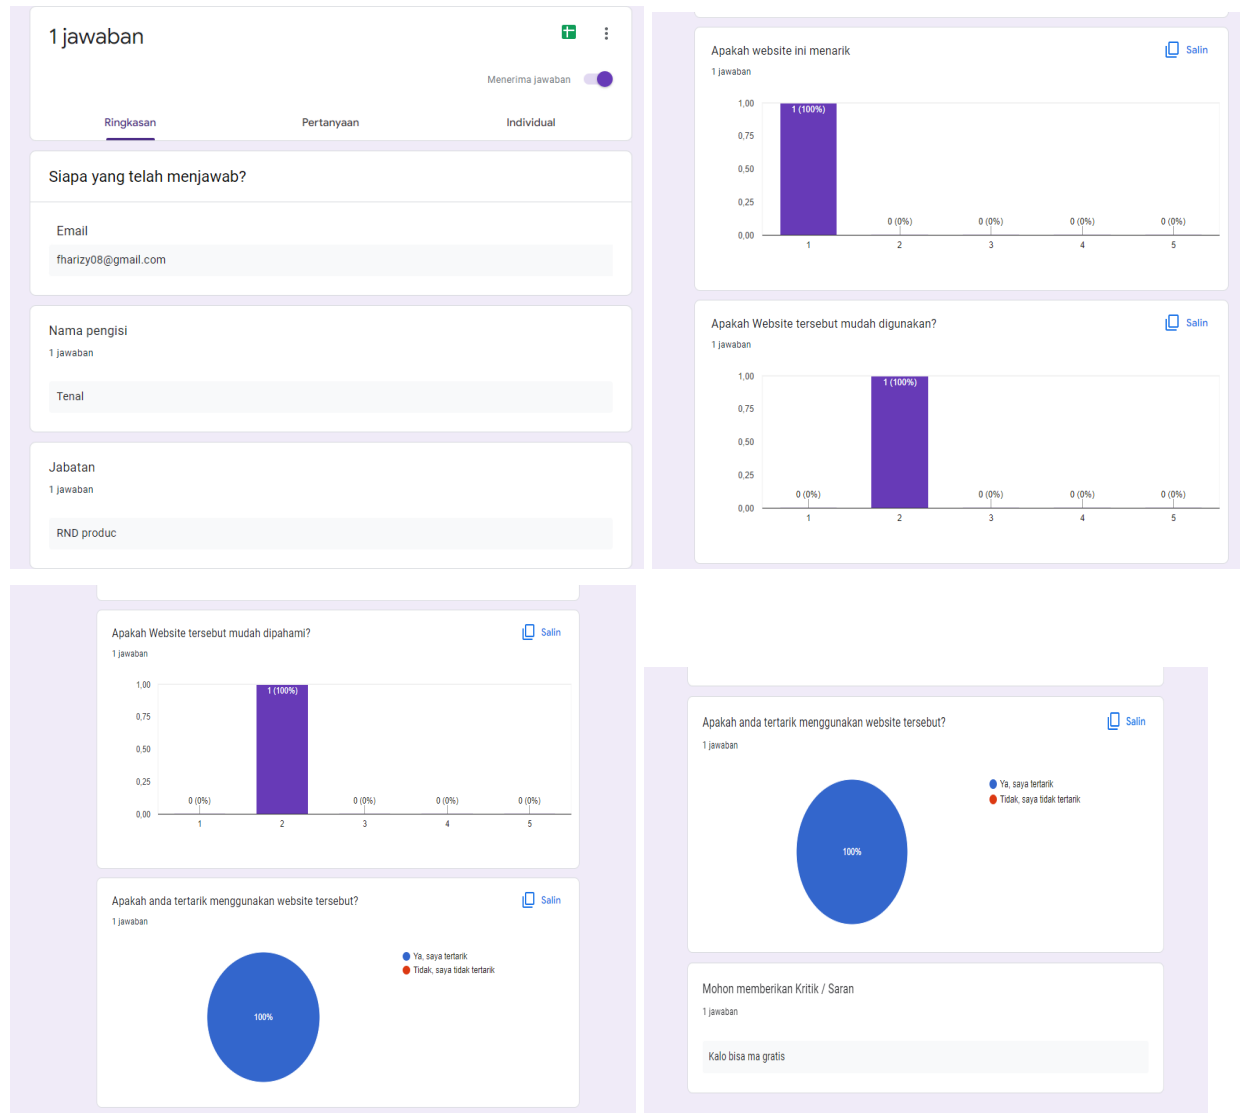 1 jawaban
Menerima jawaban
Ringkasan Pertanyaan Individual
Siapa yang telah menjawab?
Email
fharizy08@gmail.com
Nama pengisi
1 jawaban
Tenal
Jabatan
1 jawaban
RND produc
Apakah website ini menarik
Salin
1 jawaban
1,00
0,75
0,50
0,25
0,00
1 (100%) 0 (0%) 0 (0%) 0 (0%) 0 (0%)
1 2 3 4 5
Apakah Website tersebut mudah digunakan?
Salin
1 jawaban
1,00
0,75
0,50
0,25
0,00
0 (0%) 1 (100%) 0 (0%) 0 (0%) 0 (0%)
1 2 3 4 5
Apakah Website tersebut mudah dipahami?
Salin
1 jawaban
1,00
0,75
0,50
0,25
0,00
0 (0%) 1 (100%) 0 (0%) 0 (0%) 0 (0%)
1 2 3 4 5
Apakah anda tertarik menggunakan website tersebut?
Salin
1 jawaban
Ya, saya tertarik
Tidak, saya tidak tertarik
100%
Apakah anda tertarik menggunakan website tersebut?
Salin
1 jawaban
Ya, saya tertarik
Tidak, saya tidak tertarik
100%
Mohon memberikan Kritik / Saran
1 jawaban
Kalo bisa ma gratis